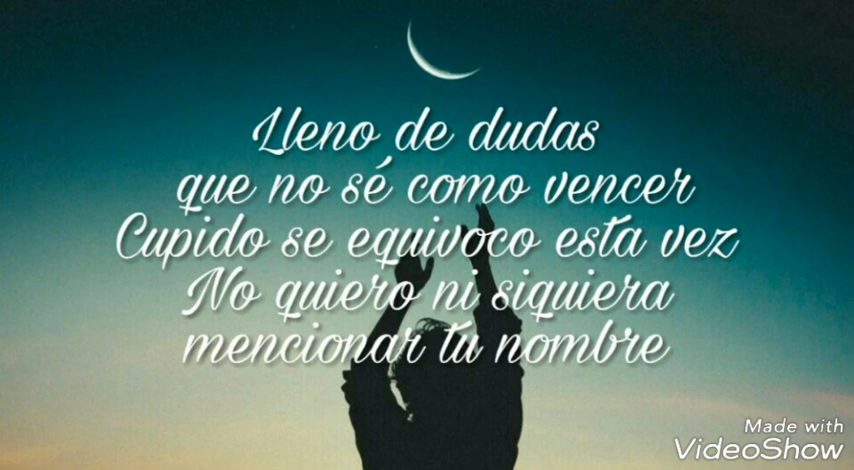 Lleno de dudas
que no sé como vencer
Cupido se equivoco esta vez
No quiero ni siquiera
mencionar tu nombre
Made with
VideoShow